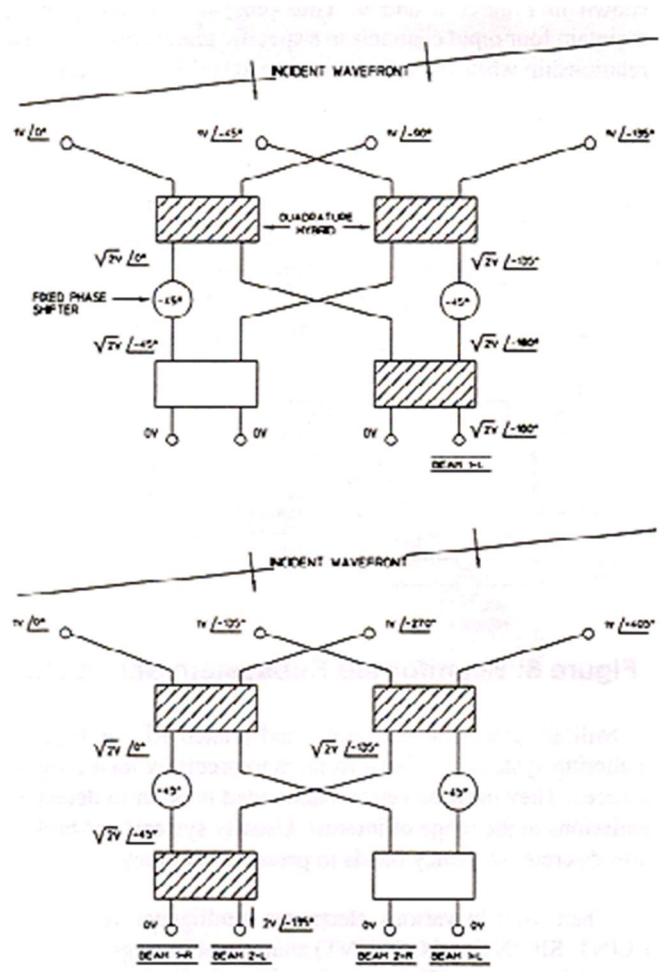 INCIDENT WAVEFRONT
1V /0° 1V /-45° 1V /-90° 1V /-135°
QUADRATURE
HYBRID
√2V /0° √2V /-135°
FIXED PHASE
SHIFTER
-45° -45°
√2V /-45° √2V /-180°
0V 0V 0V √2V /-180°
BEAM 1-L
INCIDENT WAVEFRONT
1V /0° 1V /-135° 1V /-270° 1V /-405°
√2V /0° √2V /-135°
-45° -45°
√2V /-45°
0V 2V /-135° 0V 0V
BEAM 1-R BEAM 2-L BEAM 2-R BEAM 1-L